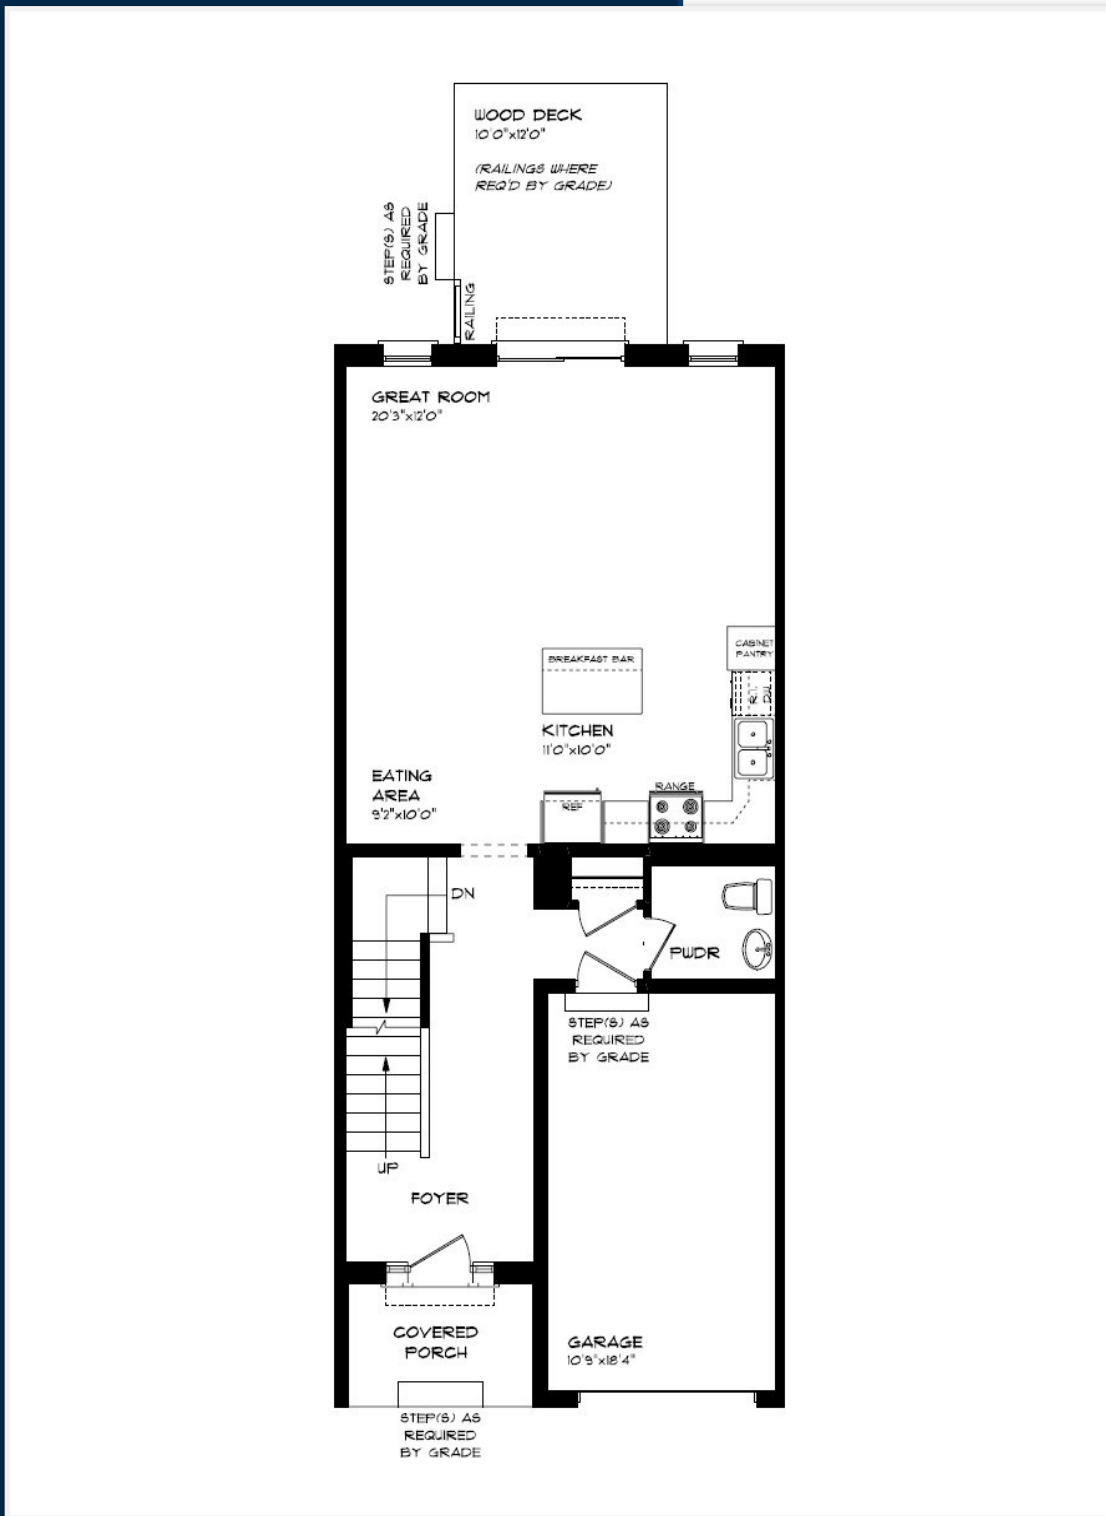 WOOD DECK
10'0"x12'0"
(RAILINGS WHERE
REQ'D BY GRADE)
STEP(S) AS
REQUIRED
BY GRADE
RAILING
GREAT ROOM
20'3"x12'0"
CABINET
PANTRY
BREAKFAST BAR
R.I.
DW
KITCHEN
11'0"x10'0"
EATING
AREA
9'2"x10'0"
RANGE
REF
DN
PWDR
STEP(S) AS
REQUIRED
BY GRADE
UP
FOYER
COVERED
PORCH
GARAGE
10'9"x18'4"
STEP(S) AS
REQUIRED
BY GRADE